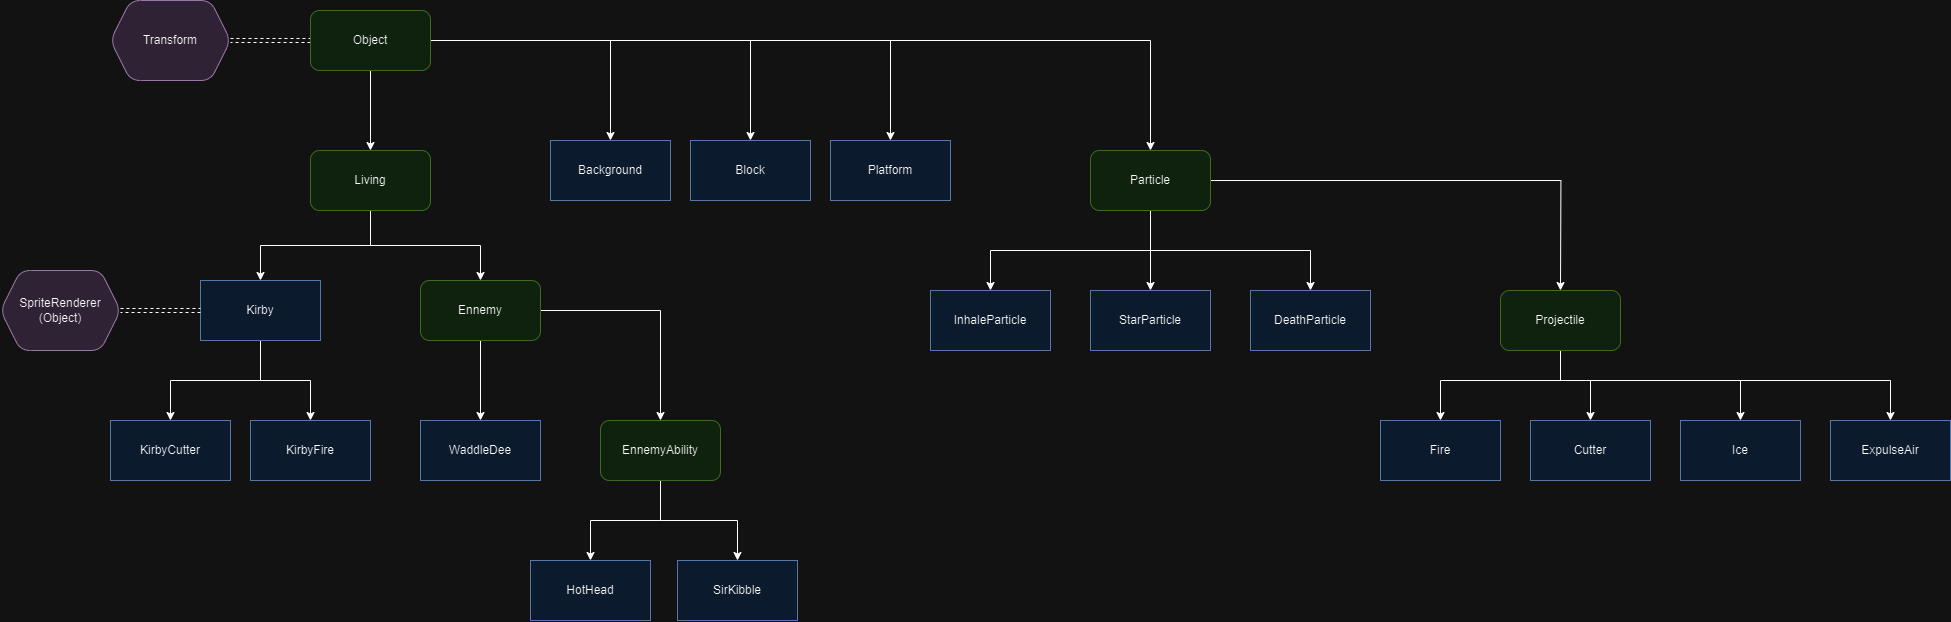 Transform
Object
Background
Block
Platform
Living
Particle
SpriteRenderer
(Object)
Kirby
Ennemy
InhaleParticle
StarParticle
DeathParticle
Projectile
KirbyCutter
KirbyFire
WaddleDee
EnnemyAbility
Fire
Cutter
Ice
ExpulseAir
HotHead
SirKibble